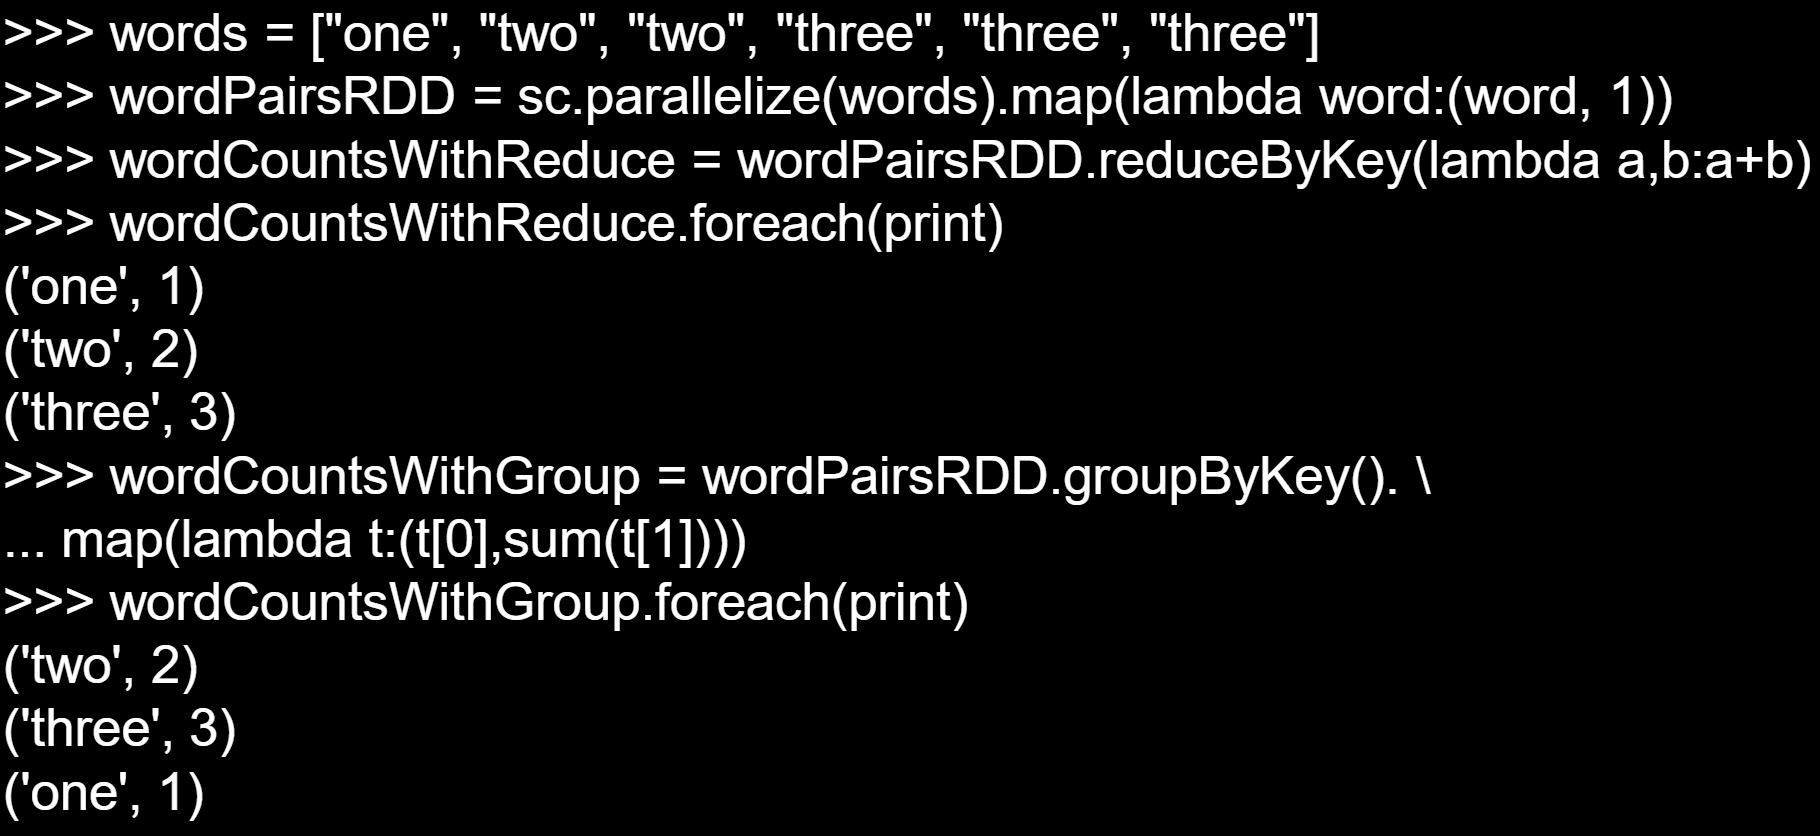 >>> words = ["one", "two", "two", "three", "three", "three"]
>>> wordPairsRDD = sc.parallelize(words).map(lambda word:(word, 1))
>>> wordCountsWithReduce = wordPairsRDD.reduceByKey(lambda a,b:a+b)
>>> wordCountsWithReduce.foreach(print)
('one', 1)
('two', 2)
('three', 3)
>>> wordCountsWithGroup = wordPairsRDD.groupByKey(). \
... map(lambda t:(t[0],sum(t[1])))
>>> wordCountsWithGroup.foreach(print)
('two', 2)
('three', 3)
('one', 1)